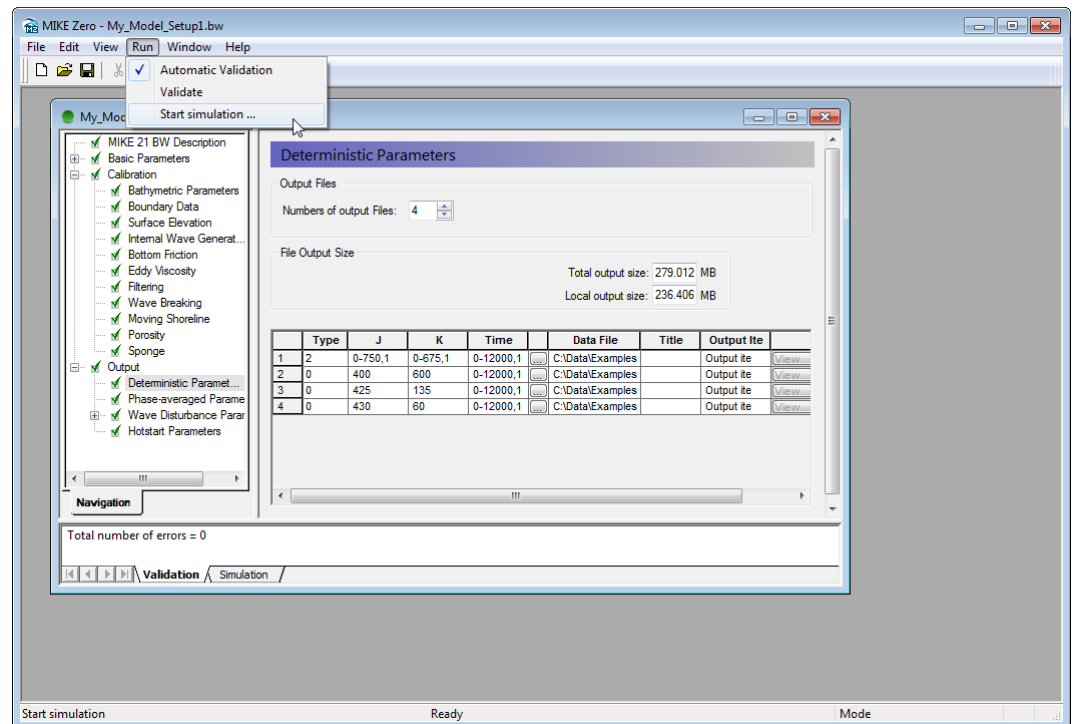 MIKE Zero - My_Model_Setup1.bw
File Edit View Run Window Help
Automatic Validation
Validate
Start simulation ...
My_Mod
MIKE 21 BW Description
Basic Parameters
Calibration
Bathymetric Parameters
Boundary Data
Surface Elevation
Internal Wave Generat...
Bottom Friction
Eddy Viscosity
Filtering
Wave Breaking
Moving Shoreline
Porosity
Sponge
Output
Deterministic Paramet...
Phase-averaged Parame
Wave Disturbance Parar
Hotstart Parameters
Navigation
Deterministic Parameters
Output Files
Numbers of output Files: 4
File Output Size
Total output size: 279.012 MB
Local output size: 236.406 MB
Type J K Time Data File Title Output Ite
1 2 0-750,1 0-675,1 0-12000,1 ... C:\Data\Examples Output ite View...
2 0 400 600 0-12000,1 ... C:\Data\Examples Output ite View...
3 0 425 135 0-12000,1 ... C:\Data\Examples Output ite View...
4 0 430 60 0-12000,1 ... C:\Data\Examples Output ite View...
Total number of errors = 0
Validation Simulation
Start simulation Ready Mode